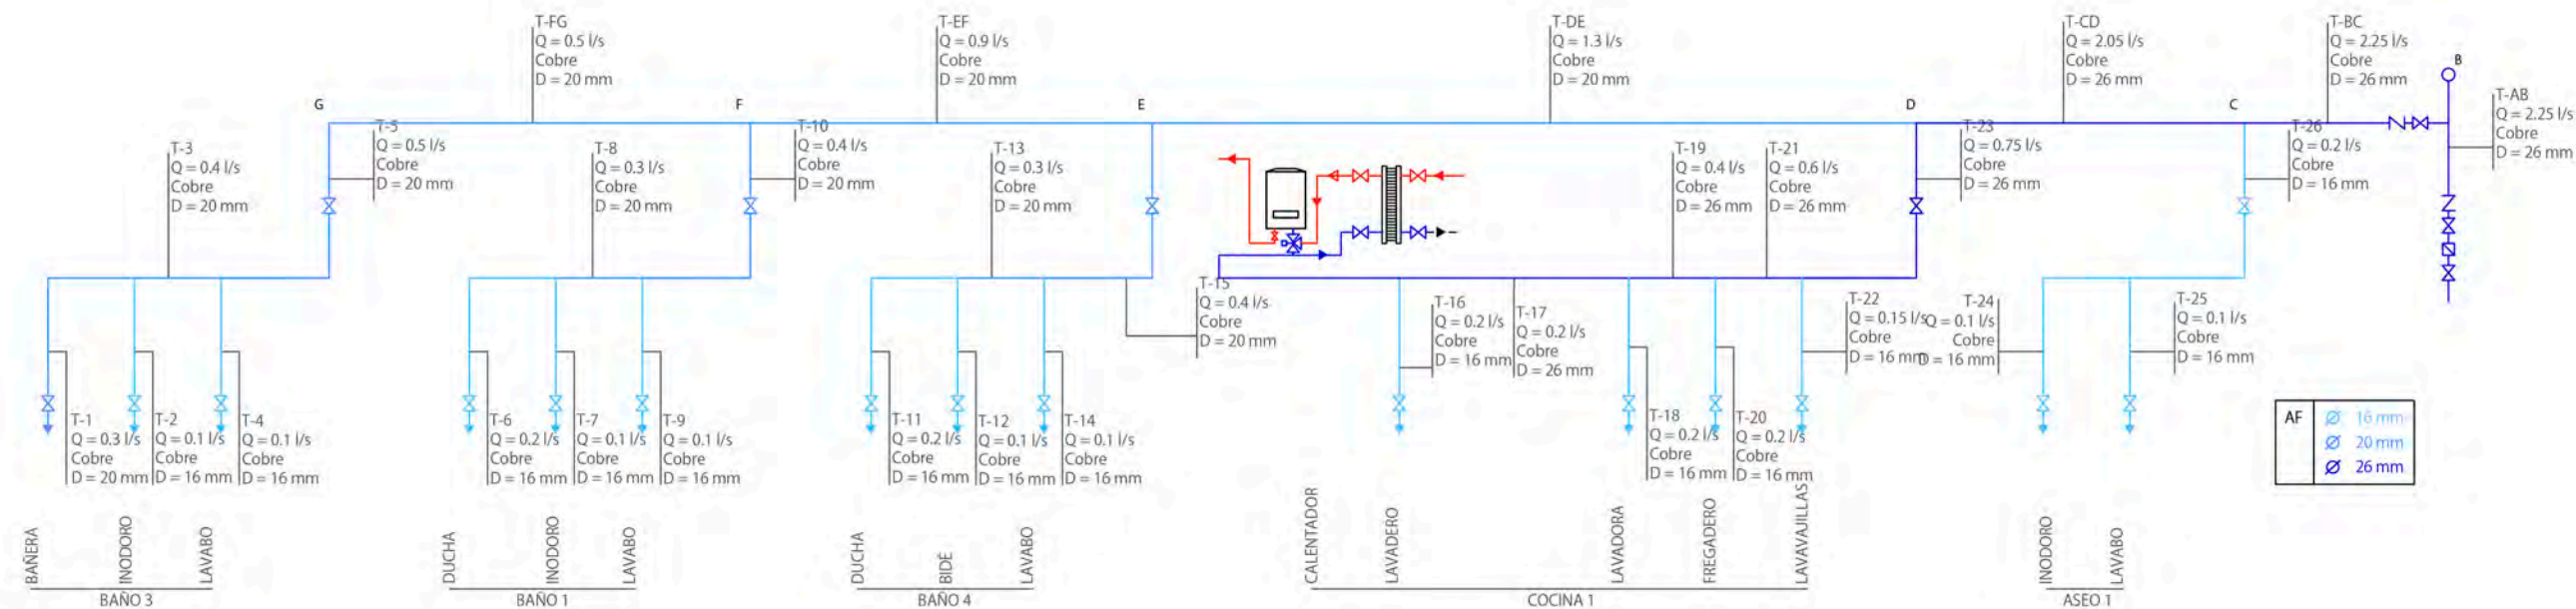 T-FG
Q = 0.5 l/s
Cobre
D = 20 mm
T-EF
Q = 0.9 l/s
Cobre
D = 20 mm
T-DE
Q = 1.3 l/s
Cobre
D = 20 mm
T-CD
Q = 2.05 l/s
Cobre
D = 26 mm
T-BC
Q = 2.25 l/s
Cobre
D = 26 mm
B
T-AB
Q = 2.25 l/s
Cobre
D = 26 mm
G
F
E
D
C
T-3
Q = 0.4 l/s
Cobre
D = 20 mm
T-5
Q = 0.5 l/s
Cobre
D = 20 mm
T-8
Q = 0.3 l/s
Cobre
D = 20 mm
T-10
Q = 0.4 l/s
Cobre
D = 20 mm
T-13
Q = 0.3 l/s
Cobre
D = 20 mm
T-19
Q = 0.4 l/s
Cobre
D = 26 mm
T-21
Q = 0.6 l/s
Cobre
D = 26 mm
T-23
Q = 0.75 l/s
Cobre
D = 26 mm
T-26
Q = 0.2 l/s
Cobre
D = 16 mm
T-15
Q = 0.4 l/s
Cobre
D = 20 mm
T-16
Q = 0.2 l/s
Cobre
D = 16 mm
T-17
Q = 0.2 l/s
Cobre
D = 26 mm
T-22
Q = 0.15 l/s
Cobre
D = 16 mm
T-24
Q = 0.1 l/s
Cobre
D = 16 mm
T-25
Q = 0.1 l/s
Cobre
D = 16 mm
T-1
Q = 0.3 l/s
Cobre
D = 20 mm
T-2
Q = 0.1 l/s
Cobre
D = 16 mm
T-4
Q = 0.1 l/s
Cobre
D = 16 mm
T-6
Q = 0.2 l/s
Cobre
D = 16 mm
T-7
Q = 0.1 l/s
Cobre
D = 16 mm
T-9
Q = 0.1 l/s
Cobre
D = 16 mm
T-11
Q = 0.2 l/s
Cobre
D = 16 mm
T-12
Q = 0.1 l/s
Cobre
D = 16 mm
T-14
Q = 0.1 l/s
Cobre
D = 16 mm
T-18
Q = 0.2 l/s
Cobre
D = 16 mm
T-20
Q = 0.2 l/s
Cobre
D = 16 mm
AF
Ø 16 mm
Ø 20 mm
Ø 26 mm
BAÑERA
INODORO
LAVABO
BAÑO 3
DUCHA
INODORO
LAVABO
BAÑO 1
DUCHA
BIDÉ
LAVABO
BAÑO 4
CALENTADOR
LAVADERO
LAVADORA
FREGADERO
LAVAVAJILLAS
COCINA 1
INODORO
LAVABO
ASEO 1